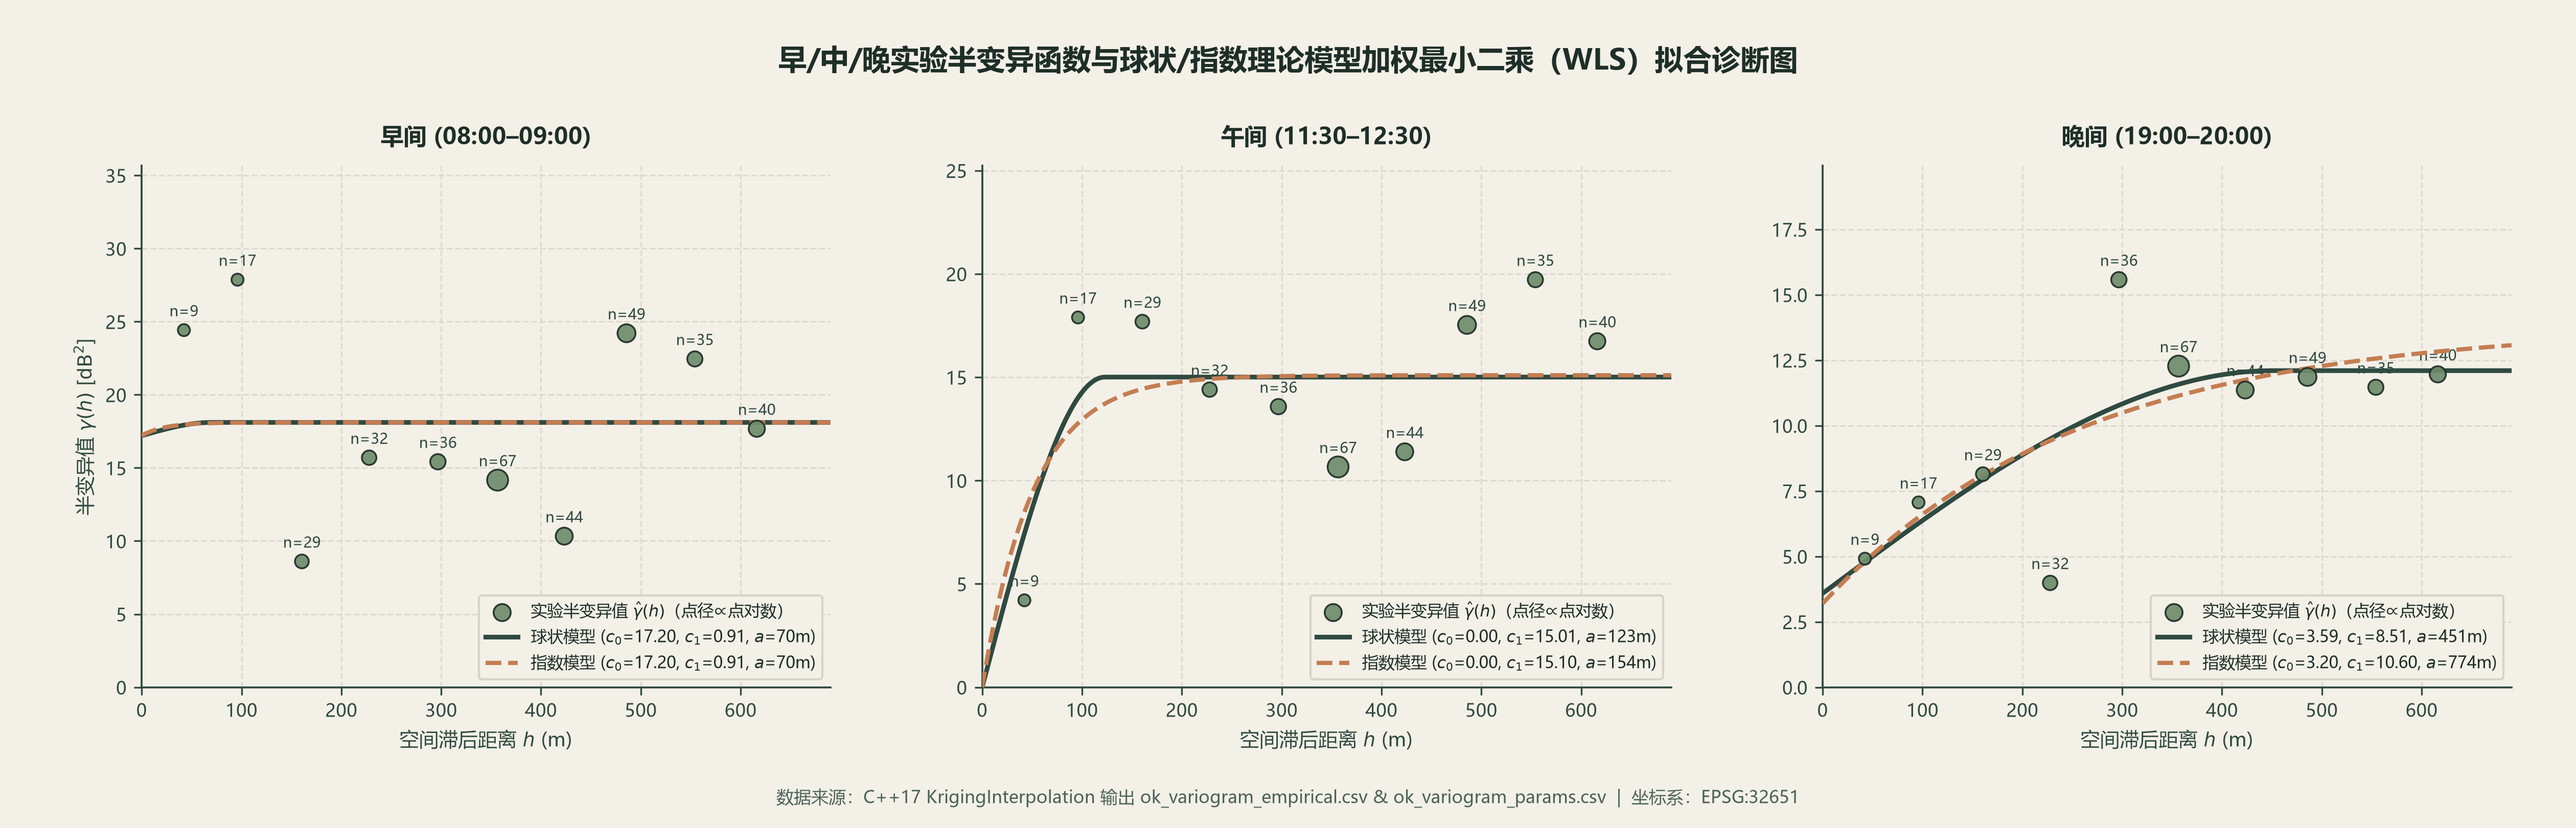 早/中/晚实验半变异函数与球状/指数理论模型加权最小二乘（WLS）拟合诊断图
早间 (08:00–09:00)
半变异值 γ(h) [dB²]
35
30
25
20
15
10
5
0
n=9
n=17
n=29
n=32
n=36
n=67
n=44
n=49
n=35
n=40
实验半变异值 γ̂(h)（点径∝点对数）
球状模型 (c₀=17.20, c₁=0.91, a=70m)
指数模型 (c₀=17.20, c₁=0.91, a=70m)
0 100 200 300 400 500 600
空间滞后距离 h (m)
午间 (11:30–12:30)
25
20
15
10
5
0
n=9
n=17
n=29
n=32
n=36
n=67
n=44
n=49
n=35
n=40
实验半变异值 γ̂(h)（点径∝点对数）
球状模型 (c₀=0.00, c₁=15.01, a=123m)
指数模型 (c₀=0.00, c₁=15.10, a=154m)
0 100 200 300 400 500 600
空间滞后距离 h (m)
晚间 (19:00–20:00)
17.5
15.0
12.5
10.0
7.5
5.0
2.5
0.0
n=9
n=17
n=29
n=32
n=36
n=67
n=44
n=49
n=35
n=40
实验半变异值 γ̂(h)（点径∝点对数）
球状模型 (c₀=3.59, c₁=8.51, a=451m)
指数模型 (c₀=3.20, c₁=10.60, a=774m)
0 100 200 300 400 500 600
空间滞后距离 h (m)
数据来源：C++17 KrigingInterpolation 输出 ok_variogram_empirical.csv & ok_variogram_params.csv | 坐标系：EPSG:32651